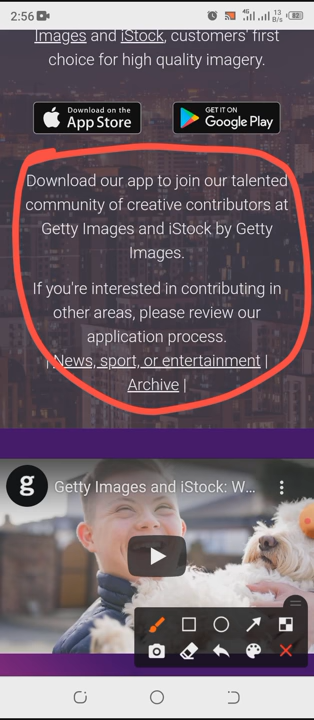 2:56
4G
13
B/s
82
Images and iStock, customers' first
choice for high quality imagery.
Download on the
App Store
GET IT ON
Google Play
Download our app to join our talented
community of creative contributors at
Getty Images and iStock by Getty
Images.
If you're interested in contributing in
other areas, please review our
application process.
| News, sport, or entertainment |
Archive |
g
Getty Images and iStock: W...